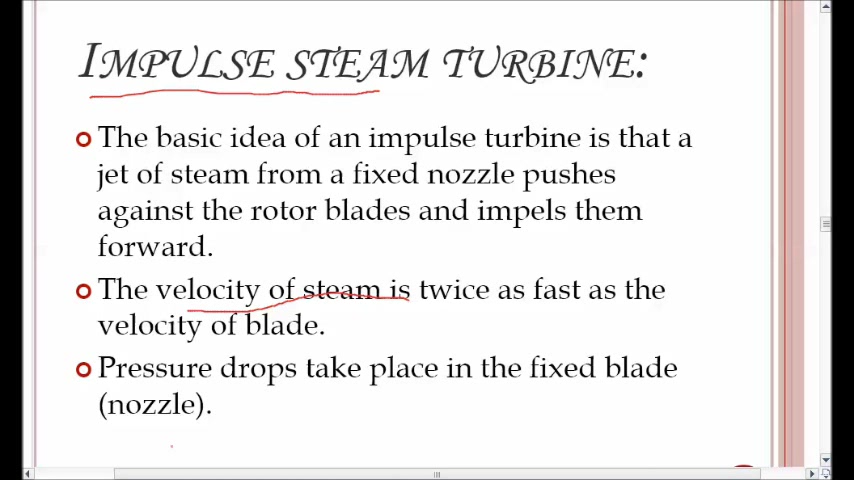 IMPULSE STEAM TURBINE:
The basic idea of an impulse turbine is that a
jet of steam from a fixed nozzle pushes
against the rotor blades and impels them
forward.
The velocity of steam is twice as fast as the
velocity of blade.
Pressure drops take place in the fixed blade
(nozzle).